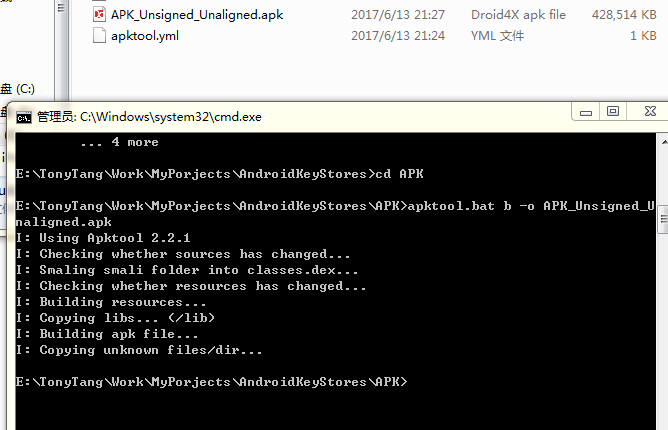 APK_Unsigned_Unaligned.apk 2017/6/13 21:27 Droid4X apk file 428,514 KB
apktool.yml 2017/6/13 21:24 YML 文件 1 KB
盘 (C:)
管理员: C:\Windows\system32\cmd.exe
... 4 more
E:\TonyTang\Work\MyPorjects\AndroidKeyStores>cd APK
E:\TonyTang\Work\MyPorjects\AndroidKeyStores\APK>apktool.bat b -o APK_Unsigned_U
naligned.apk
I: Using Apktool 2.2.1
I: Checking whether sources has changed...
I: Smaling smali folder into classes.dex...
I: Checking whether resources has changed...
I: Building resources...
I: Copying libs... (/lib)
I: Building apk file...
I: Copying unknown files/dir...
E:\TonyTang\Work\MyPorjects\AndroidKeyStores\APK>